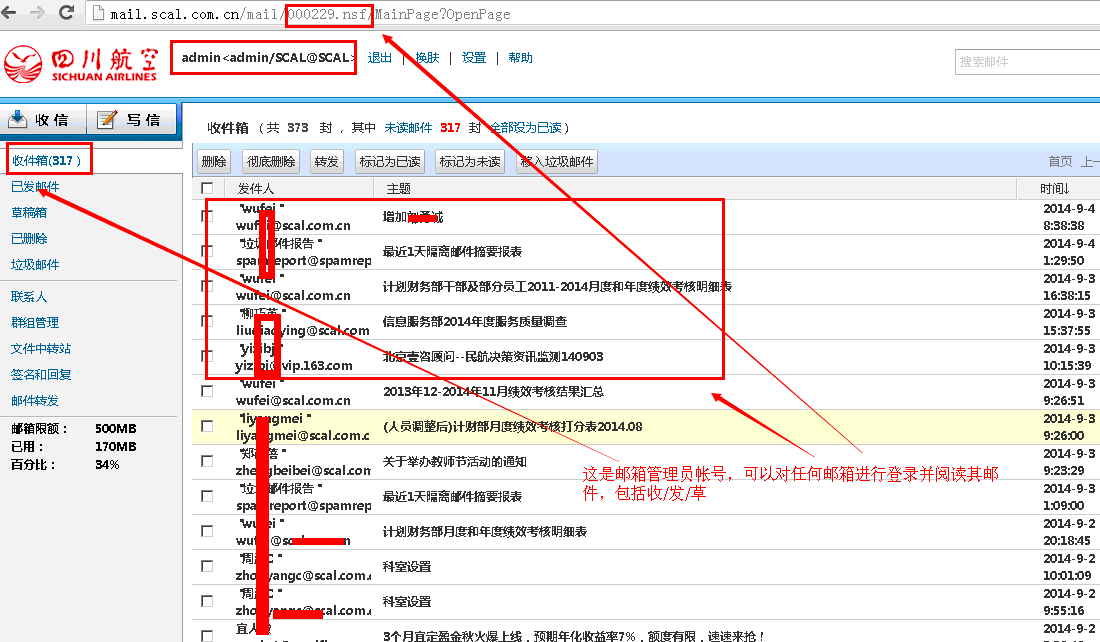 mail.scal.com.cn/mail/000229.nsf/MainPage?OpenPage
四川航空
SICHUAN AIRLINES
admin<admin/SCAL@SCAL>
退出 | 换肤 | 设置 | 帮助
搜索邮件
收信
写信
收件箱(317 )
已发邮件
草稿箱
已删除
垃圾邮件
联系人
群组管理
文件中转站
签名和回复
邮件转发
邮箱限额： 500MB
已用： 170MB
百分比： 34%
收件箱 （共 373 封 ，其中 未读邮件 317 封 全部设为已读）
删除 彻底删除 转发 标记为已读 标记为未读 移入垃圾邮件
首页 上一
发件人 主题 时间↓
"wufei "
wufei@scal.com.cn
增加
2014-9-4
8:38:38
"垃圾邮件报告 "
spamreport@spamrep
最近1天隔离邮件摘要报表
2014-9-4
1:29:50
"wufei "
wufei@scal.com.cn
计划财务部干部及部分员工2011-2014月度和年度绩效考核明细表
2014-9-3
16:38:15
liuqiaoying@scal.com
信息服务部2014年度服务质量调查
2014-9-3
15:37:55
@vip.163.com
北京壹咨顾问--民航决策资讯监测140903
2014-9-3
10:15:39
"wufei "
wufei@scal.com.cn
2013年12-2014年11月绩效考核结果汇总
2014-9-3
9:26:51
"liyangmei "
liyangmei@scal.com.c
(人员调整后)计财部月度绩效考核打分表2014.08
2014-9-3
9:26:00
zhengbeibei@scal.com
关于举办教师节活动的通知
2014-9-3
9:23:29
"垃圾邮件报告 "
spamreport@spamrep
最近1天隔离邮件摘要报表
2014-9-3
1:09:00
"wufei "
计划财务部月度和年度绩效考核明细表
2014-9-2
20:18:45
zhouyangc@scal.com.
科室设置
2014-9-2
10:01:09
科室设置
2014-9-2
9:55:16
宜人
3个月宜定盈金秋火爆上线，预期年化收益率7%，额度有限，速速来抢！
2014-9-2
这是邮箱管理员帐号，可以对任何邮箱进行登录并阅读其邮
件，包括收/发/草